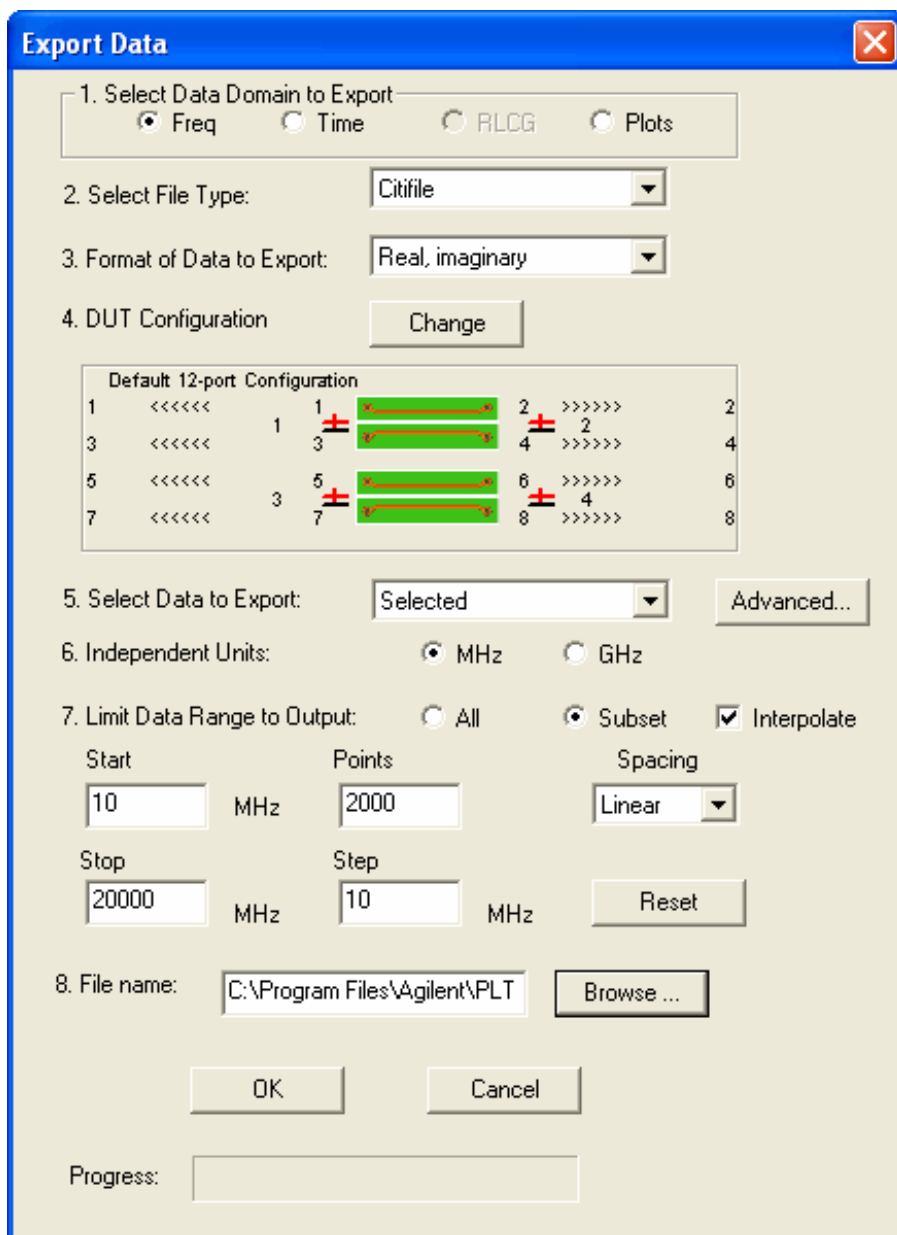 Export Data
1. Select Data Domain to Export
Freq Time RLCG Plots
2. Select File Type: Citifile
3. Format of Data to Export: Real, imaginary
4. DUT Configuration Change
Default 12-port Configuration
1 <<<<<< 1 2 >>>>>> 2
1 2
3 <<<<<< 3 4 >>>>>> 4
5 <<<<<< 5 6 >>>>>> 6
3 4
7 <<<<<< 7 8 >>>>>> 8
5. Select Data to Export: Selected Advanced...
6. Independent Units: MHz GHz
7. Limit Data Range to Output: All Subset Interpolate
Start Points Spacing
10 MHz 2000 Linear
Stop Step
20000 MHz 10 MHz Reset
8. File name: C:\Program Files\Agilent\PLT Browse ...
OK Cancel
Progress: